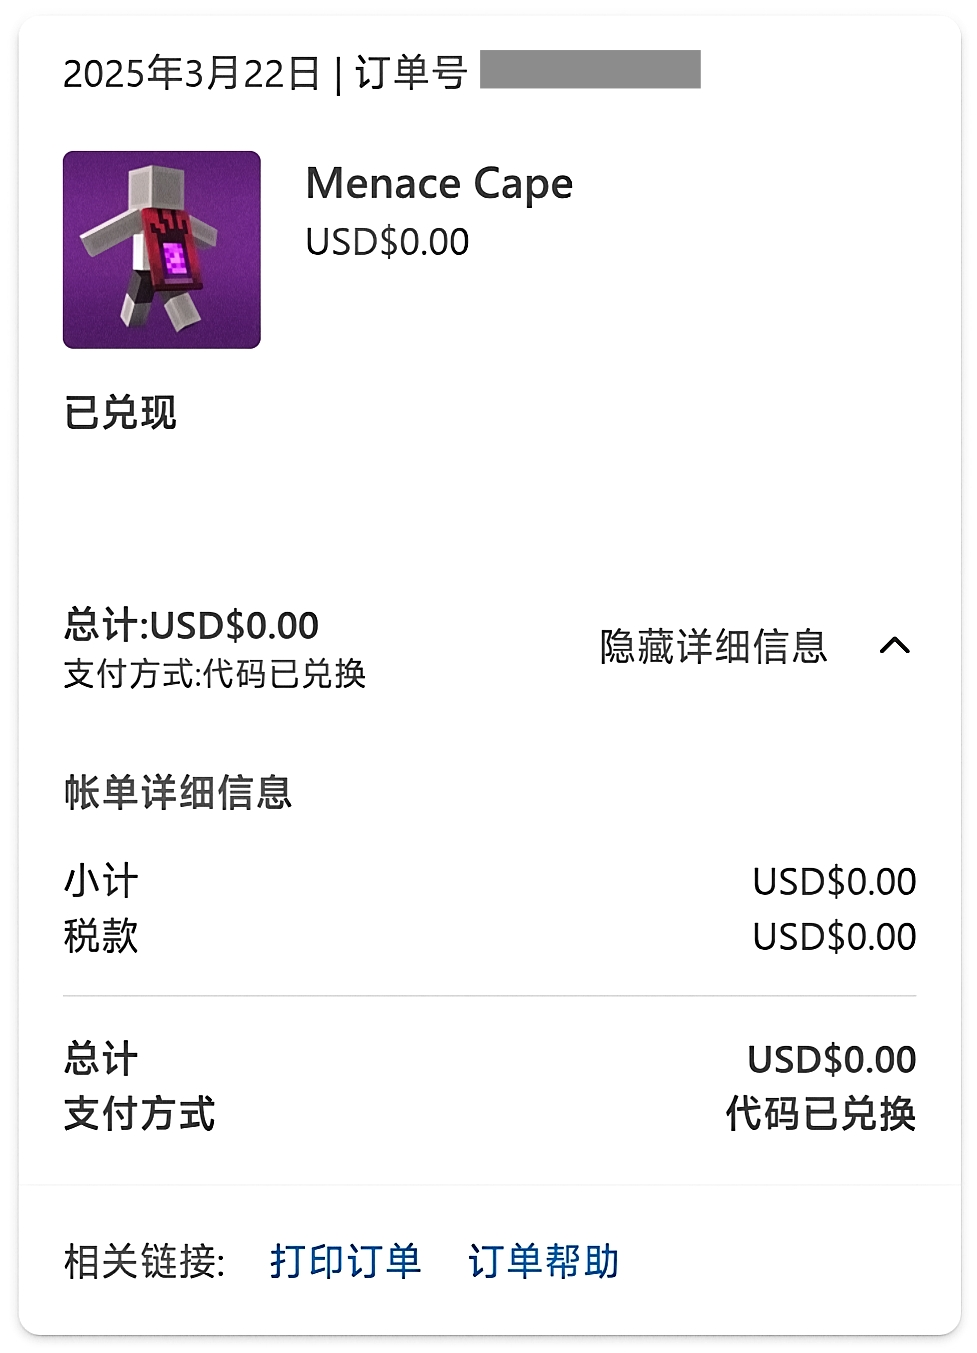 2025年3月22日 | 订单号
Menace Cape
USD$0.00
已兑现
总计:USD$0.00
隐藏详细信息
支付方式:代码已兑换
帐单详细信息
小计 USD$0.00
税款 USD$0.00
总计 USD$0.00
支付方式 代码已兑换
相关链接: 打印订单 订单帮助